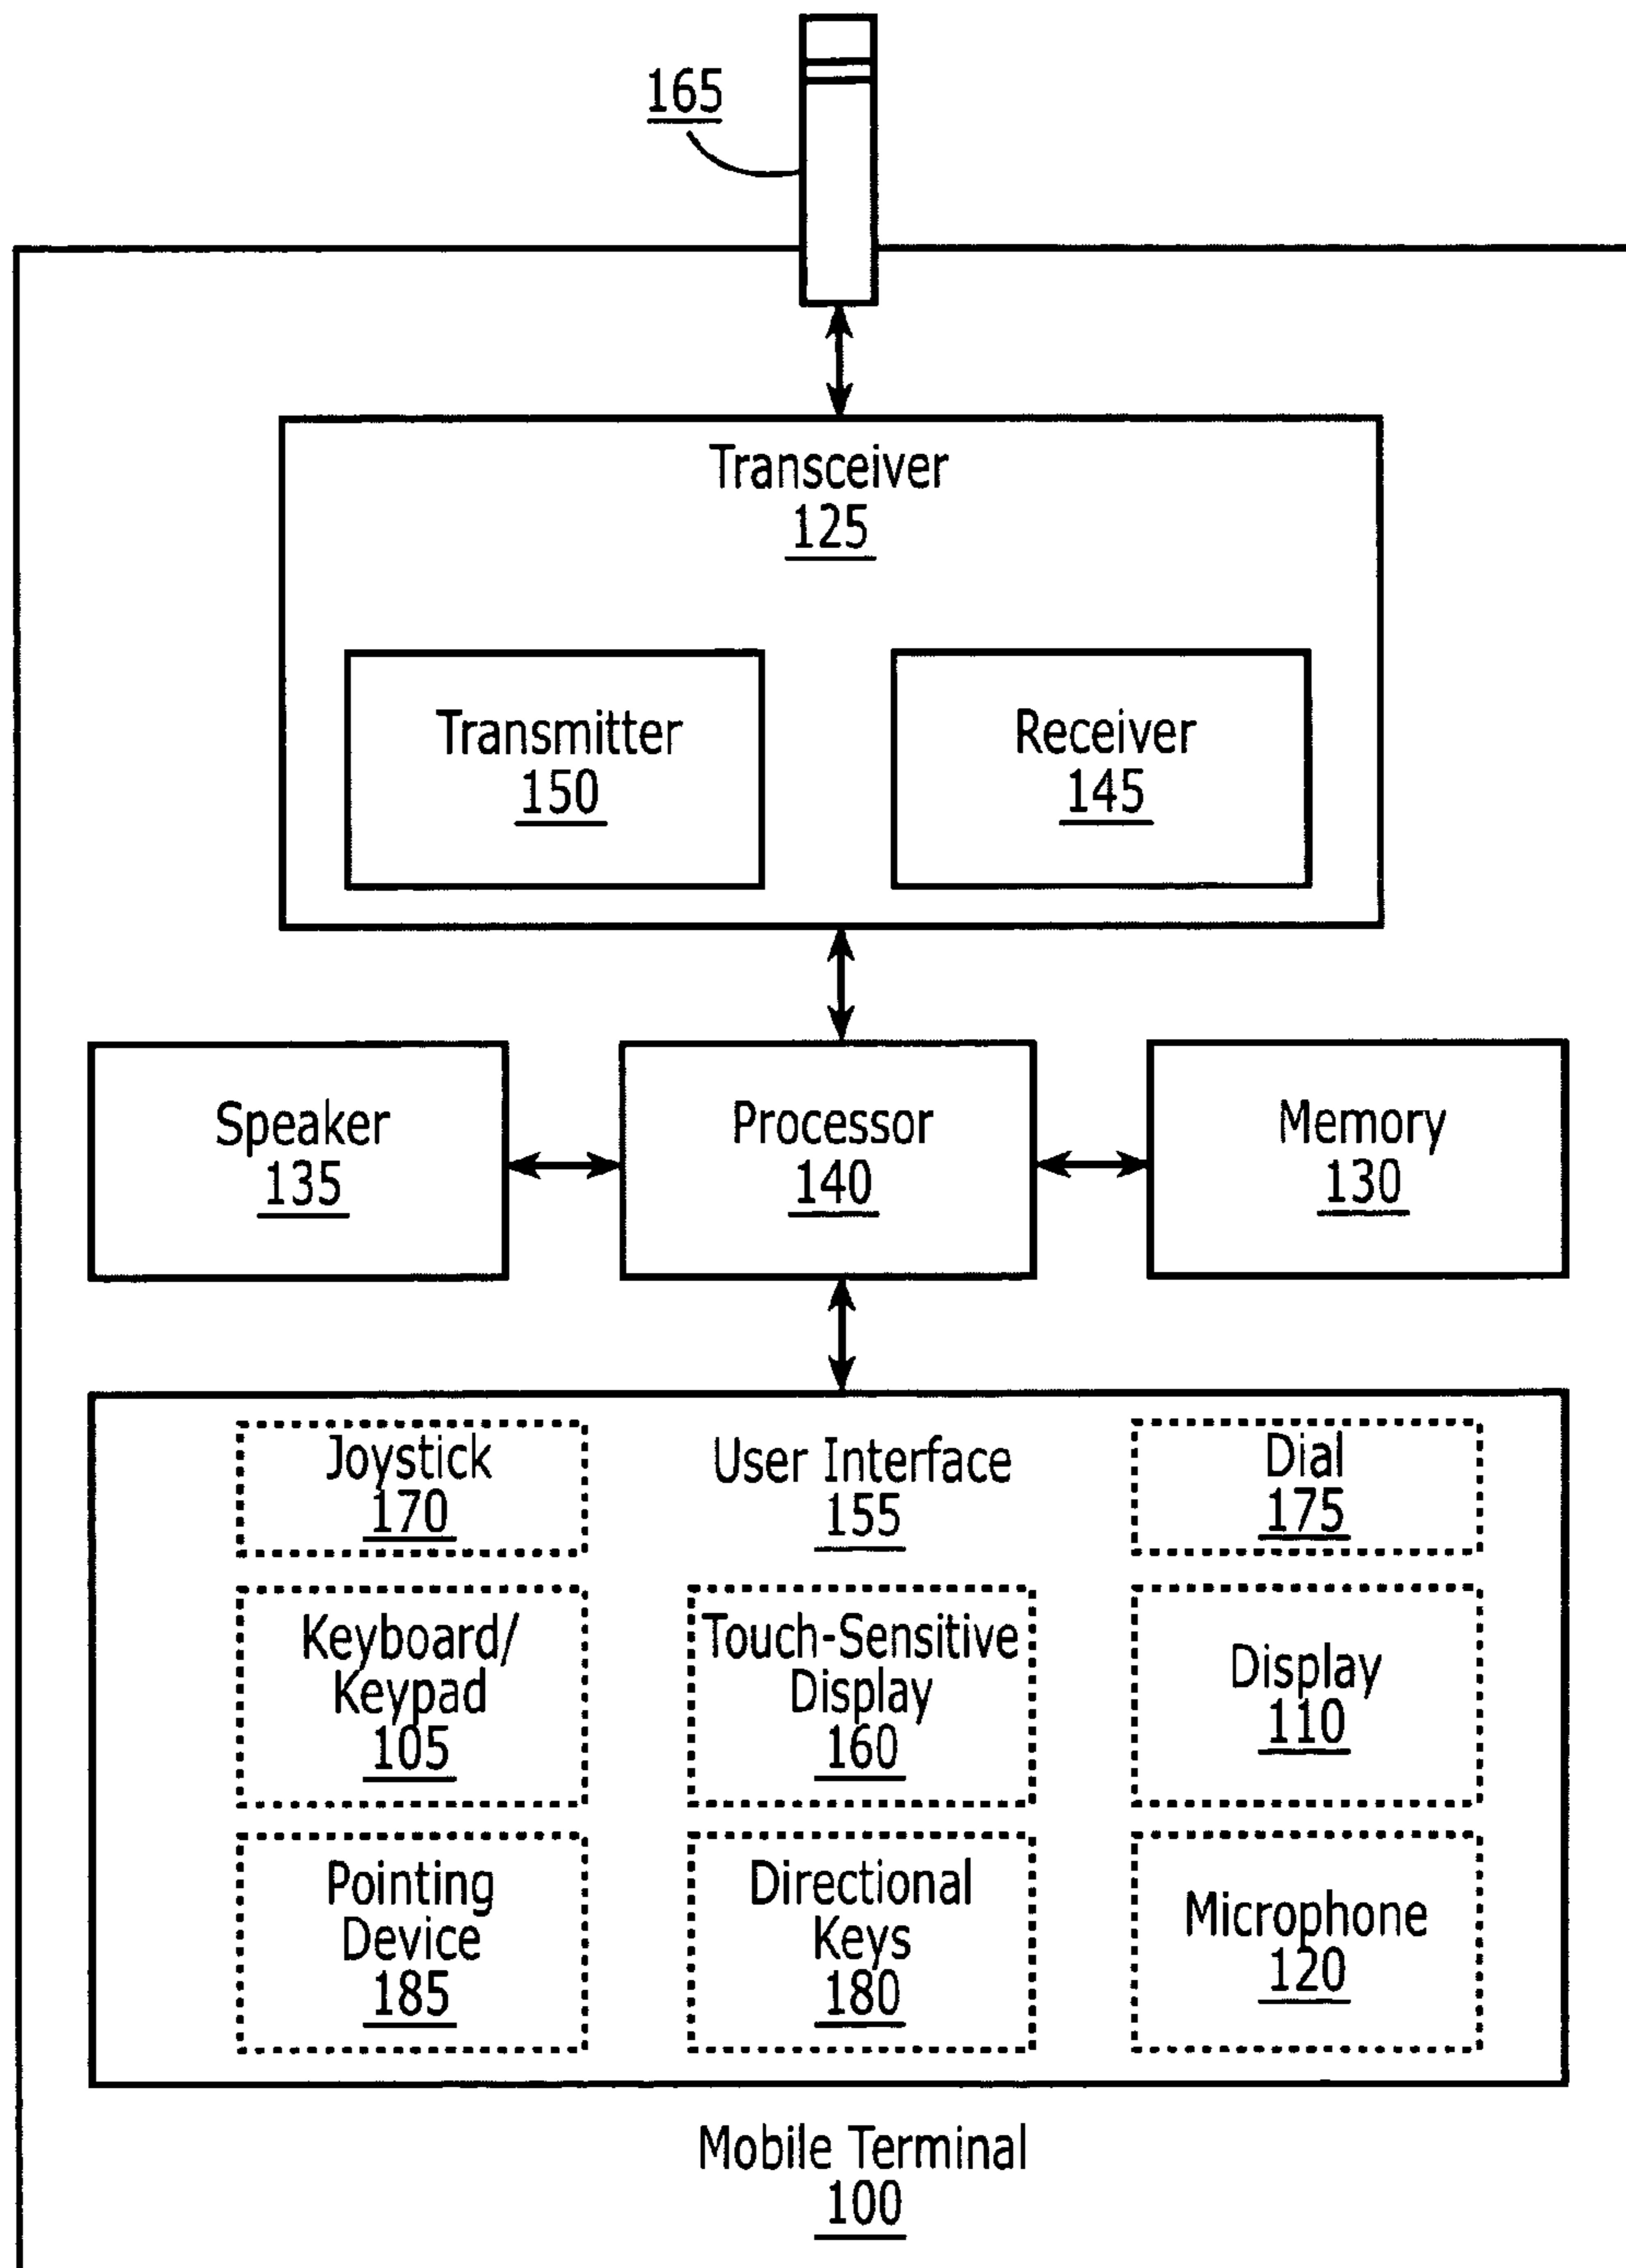 165
Transceiver
125
Transmitter
150
Receiver
145
Speaker
135
Processor
140
Memory
130
Joystick
170
User Interface
155
Dial
175
Keyboard/
Keypad
105
Touch-Sensitive
Display
160
Display
110
Pointing
Device
185
Directional
Keys
180
Microphone
120
Mobile Terminal
100